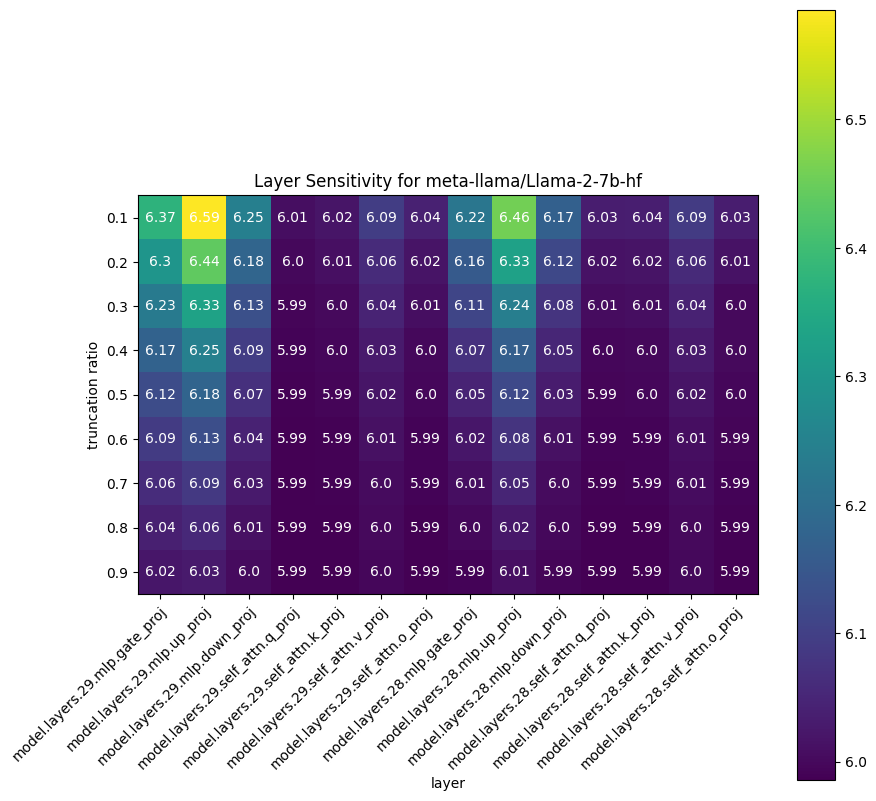 Layer Sensitivity for meta-llama/Llama-2-7b-hf
truncation ratio
0.1 6.37 6.59 6.25 6.01 6.02 6.09 6.04 6.22 6.46 6.17 6.03 6.04 6.09 6.03
0.2 6.3 6.44 6.18 6.0 6.01 6.06 6.02 6.16 6.33 6.12 6.02 6.02 6.06 6.01
0.3 6.23 6.33 6.13 5.99 6.0 6.04 6.01 6.11 6.24 6.08 6.01 6.01 6.04 6.0
0.4 6.17 6.25 6.09 5.99 6.0 6.03 6.0 6.07 6.17 6.05 6.0 6.0 6.03 6.0
0.5 6.12 6.18 6.07 5.99 5.99 6.02 6.0 6.05 6.12 6.03 5.99 6.0 6.02 6.0
0.6 6.09 6.13 6.04 5.99 5.99 6.01 5.99 6.02 6.08 6.01 5.99 5.99 6.01 5.99
0.7 6.06 6.09 6.03 5.99 5.99 6.0 5.99 6.01 6.05 6.0 5.99 5.99 6.01 5.99
0.8 6.04 6.06 6.01 5.99 5.99 6.0 5.99 6.0 6.02 6.0 5.99 5.99 6.0 5.99
0.9 6.02 6.03 6.0 5.99 5.99 6.0 5.99 5.99 6.01 5.99 5.99 5.99 6.0 5.99
model.layers.29.mlp.gate_proj
model.layers.29.mlp.up_proj
model.layers.29.mlp.down_proj
model.layers.29.self_attn.q_proj
model.layers.29.self_attn.k_proj
model.layers.29.self_attn.v_proj
model.layers.29.self_attn.o_proj
model.layers.28.mlp.gate_proj
model.layers.28.mlp.up_proj
model.layers.28.mlp.down_proj
model.layers.28.self_attn.q_proj
model.layers.28.self_attn.k_proj
model.layers.28.self_attn.v_proj
model.layers.28.self_attn.o_proj
layer
6.5
6.4
6.3
6.2
6.1
6.0